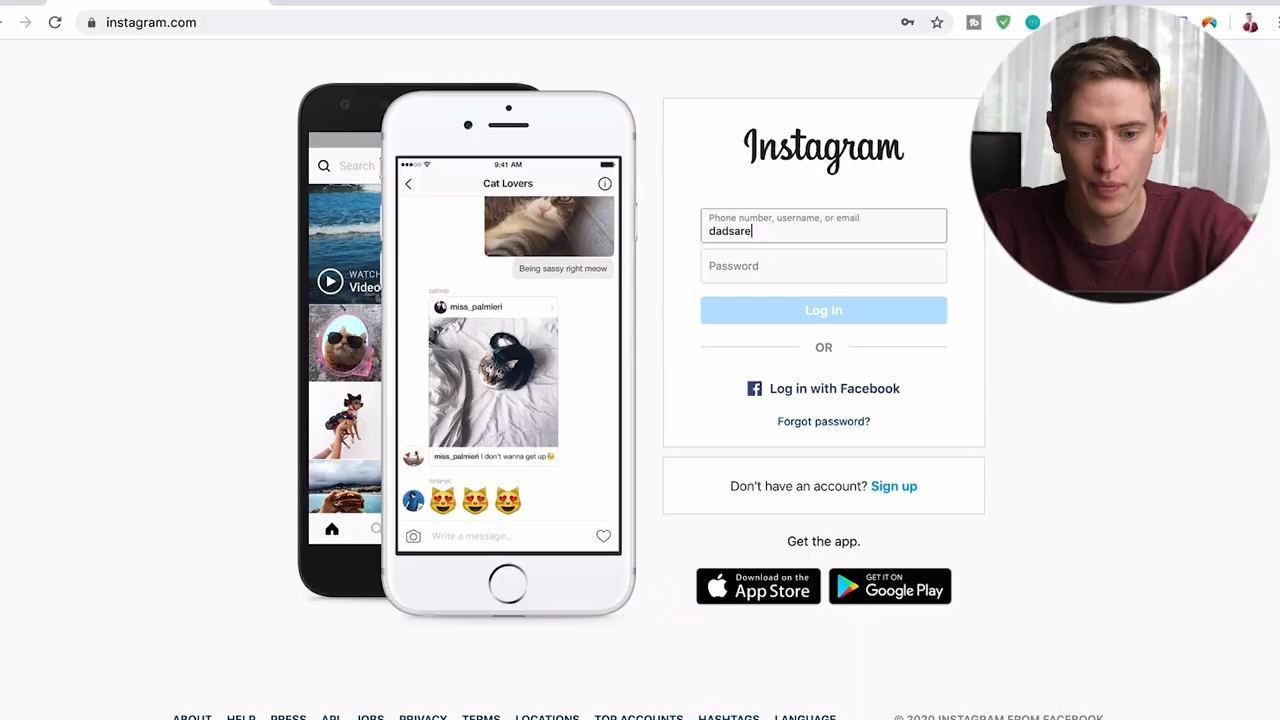 instagram.com
Search
WATCH
Video
9:41 AM
Cat Lovers
Being sassy right meow
miss_palmieri
miss_palmieri I don't wanna get up
ninanyc
Write a message...
Instagram
Phone number, username, or email
dadsare
Password
Log In
OR
Log in with Facebook
Forgot password?
Don't have an account? Sign up
Get the app.
Download on the
App Store
GET IT ON
Google Play
ABOUT HELP PRESS API JOBS PRIVACY TERMS LOCATIONS TOP ACCOUNTS HASHTAGS LANGUAGE © 2020 INSTAGRAM FROM FACEBOOK